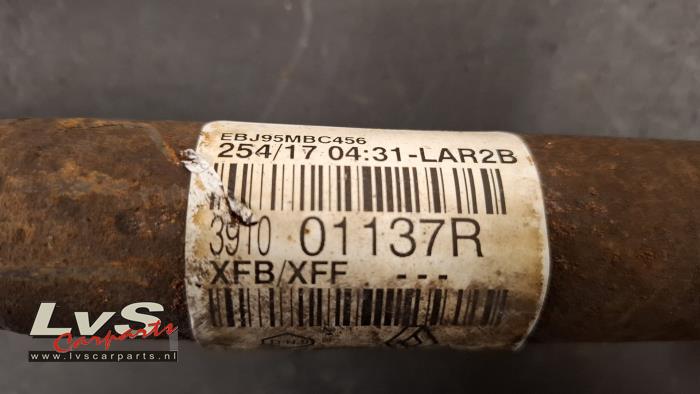 EBJ95MBC456
254/17 04:31-LAR2B
3910 01137R
XFB/XFF ---
LvS
Carparts
www.lvscarparts.nl